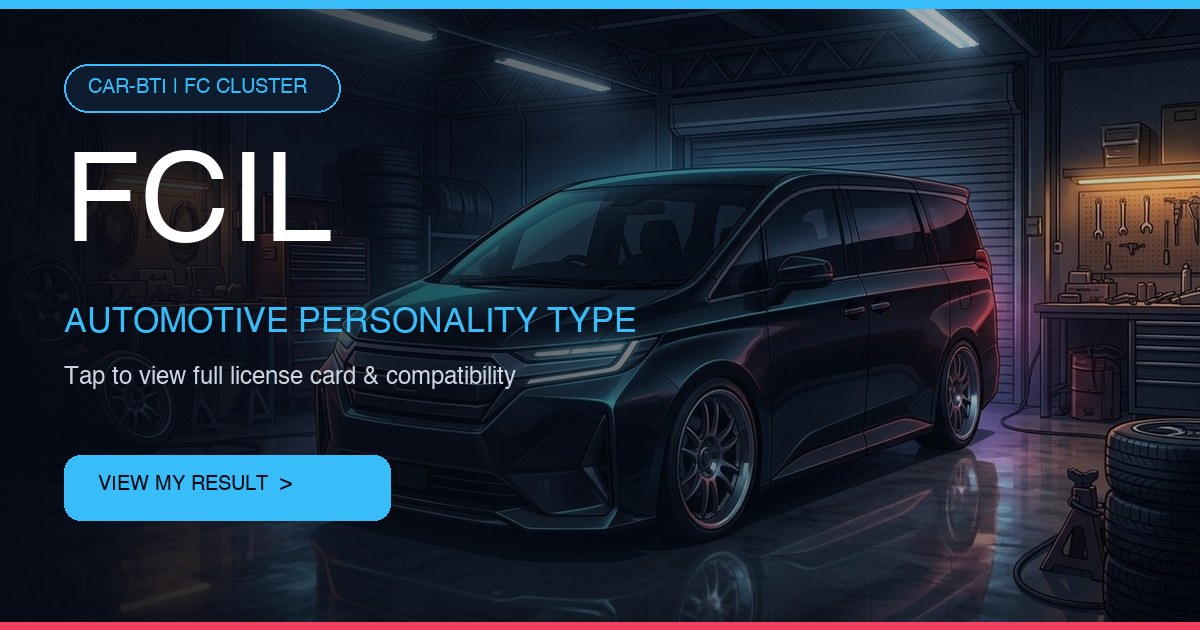 CAR-BTI | FC CLUSTER
FCIL
AUTOMOTIVE PERSONALITY TYPE
Tap to view full license card & compatibility
VIEW MY RESULT >